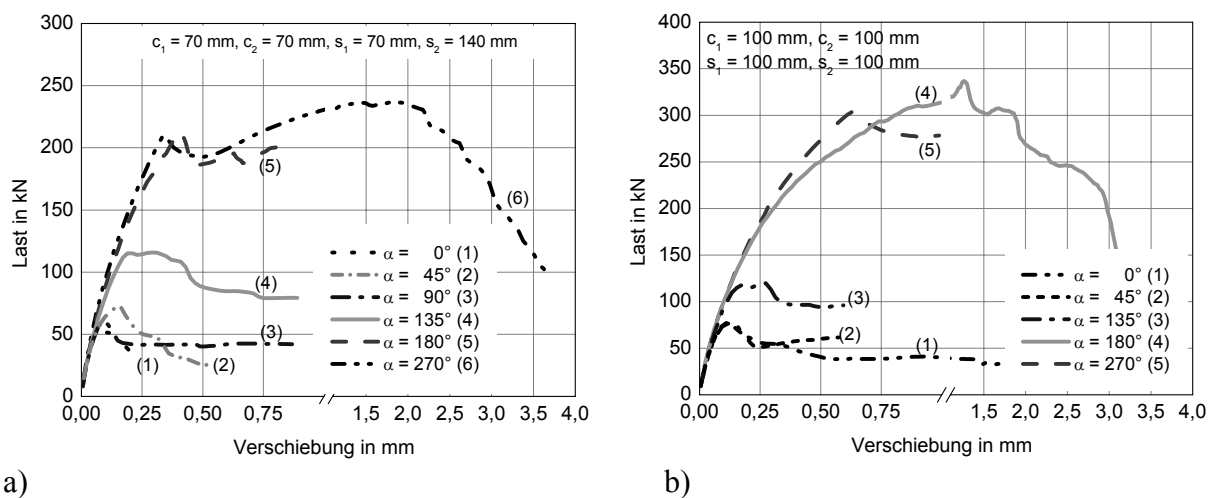 c₁ = 70 mm, c₂ = 70 mm, s₁ = 70 mm, s₂ = 140 mm
Last in kN
300
250
200
150
100
50
0
(1)
(2)
(3)
(4)
(5)
(6)
α = 0° (1)
α = 45° (2)
α = 90° (3)
α = 135° (4)
α = 180° (5)
α = 270° (6)
0,00 0,25 0,50 0,75 // 1,5 2,0 2,5 3,0 3,5 4,0
Verschiebung in mm
a)
c₁ = 100 mm, c₂ = 100 mm
s₁ = 100 mm, s₂ = 100 mm
Last in kN
400
350
300
250
200
150
100
50
0
(4)
(5)
(3)
(2)
(1)
α = 0° (1)
α = 45° (2)
α = 135° (3)
α = 180° (4)
α = 270° (5)
0,00 0,25 0,50 0,75 // 1,5 2,0 2,5 3,0 3,5
Verschiebung in mm
b)